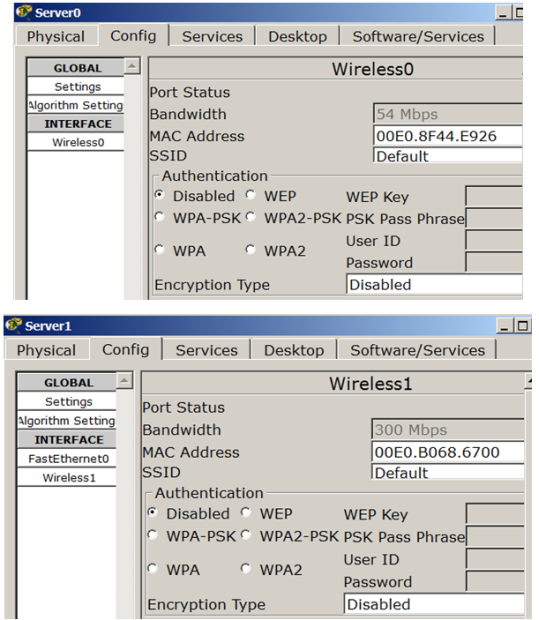 Server0
Physical Config Services Desktop Software/Services
GLOBAL
Settings
Algorithm Setting
INTERFACE
Wireless0
Wireless0
Port Status
Bandwidth 54 Mbps
MAC Address 00E0.8F44.E926
SSID Default
Authentication
Disabled WEP WEP Key
WPA-PSK WPA2-PSK PSK Pass Phrase
User ID
WPA WPA2
Password
Encryption Type Disabled
Server1
Physical Config Services Desktop Software/Services
GLOBAL
Settings
Algorithm Setting
INTERFACE
FastEthernet0
Wireless1
Wireless1
Port Status
Bandwidth 300 Mbps
MAC Address 00E0.B068.6700
SSID Default
Authentication
Disabled WEP WEP Key
WPA-PSK WPA2-PSK PSK Pass Phrase
User ID
WPA WPA2
Password
Encryption Type Disabled